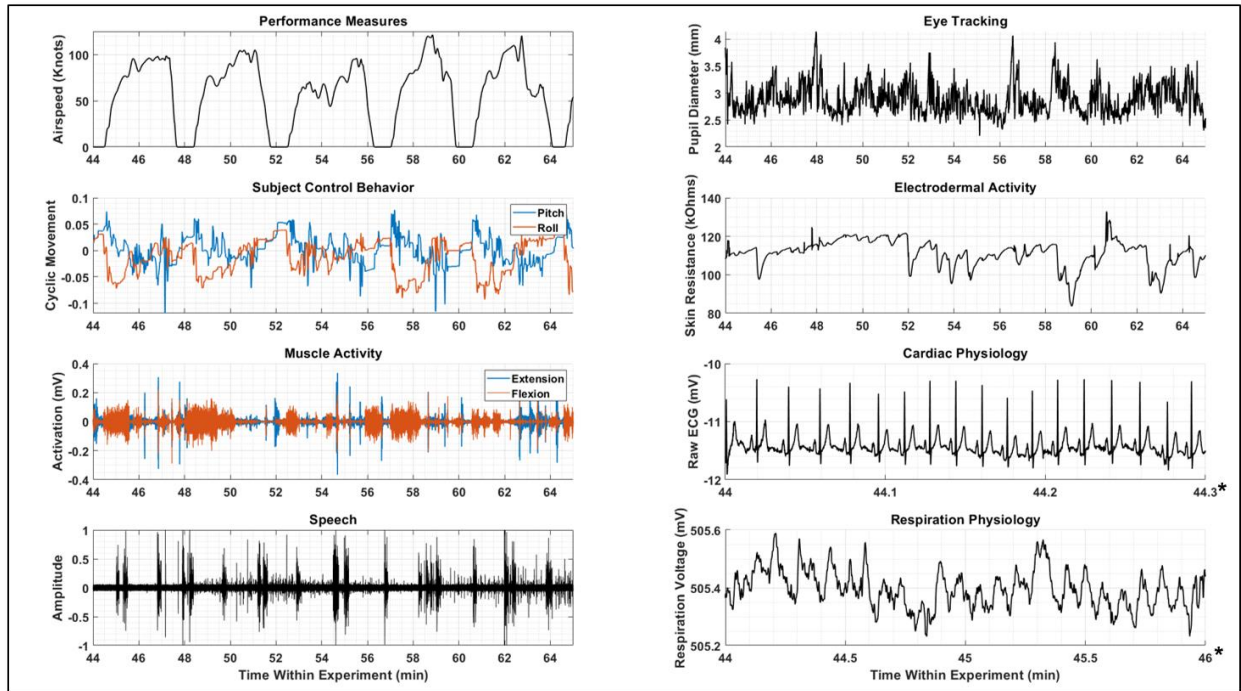 Performance Measures
Airspeed (Knots)
100
50
0
44 46 48 50 52 54 56 58 60 62 64
Subject Control Behavior
Cyclic Movement
0.1
0.05
0
-0.05
-0.1
Pitch
Roll
44 46 48 50 52 54 56 58 60 62 64
Muscle Activity
Activation (mV)
0.4
0.2
0
-0.2
-0.4
Extension
Flexion
44 46 48 50 52 54 56 58 60 62 64
Speech
Amplitude
1
0.5
0
-0.5
-1
44 46 48 50 52 54 56 58 60 62 64
Time Within Experiment (min)
Eye Tracking
Pupil Diameter (mm)
4
3.5
3
2.5
2
44 46 48 50 52 54 56 58 60 62 64
Electrodermal Activity
Skin Resistance (kOhms)
140
120
100
80
44 46 48 50 52 54 56 58 60 62 64
Cardiac Physiology
Raw ECG (mV)
-10
-11
-12
44 44.1 44.2 44.3*
Respiration Physiology
Respiration Voltage (mV)
505.6
505.4
505.2
44 44.5 45 45.5 46*
Time Within Experiment (min)